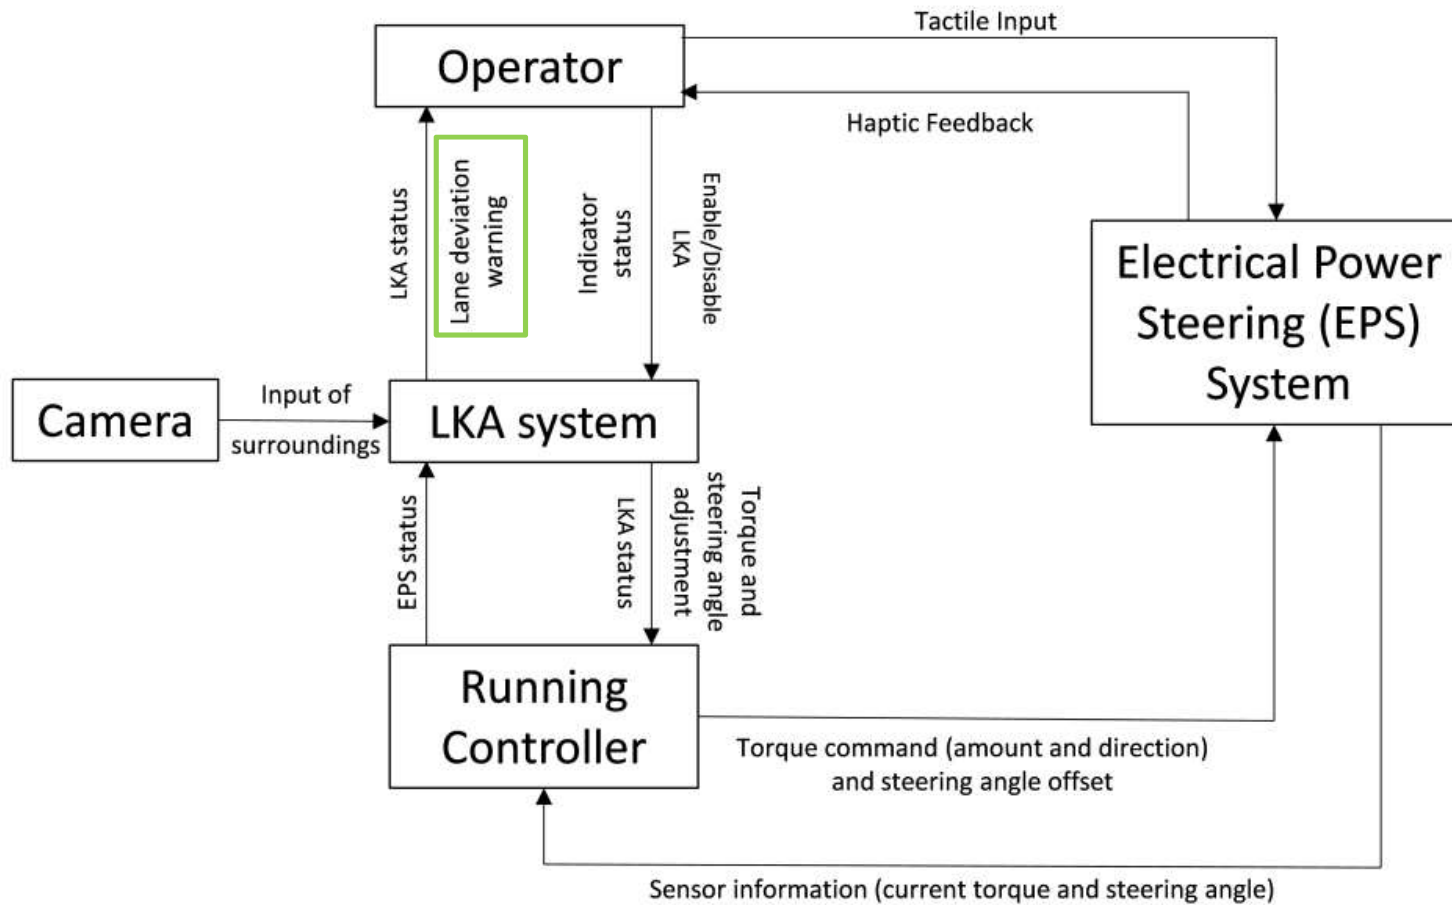 Tactile Input
Operator
Haptic Feedback
LKA status
Lane deviation
warning
Indicator
status
Enable/Disable
LKA
Electrical Power
Steering (EPS)
System
Camera
Input of
surroundings
LKA system
EPS status
LKA status
Torque and
steering angle
adjustment
Running
Controller
Torque command (amount and direction)
and steering angle offset
Sensor information (current torque and steering angle)